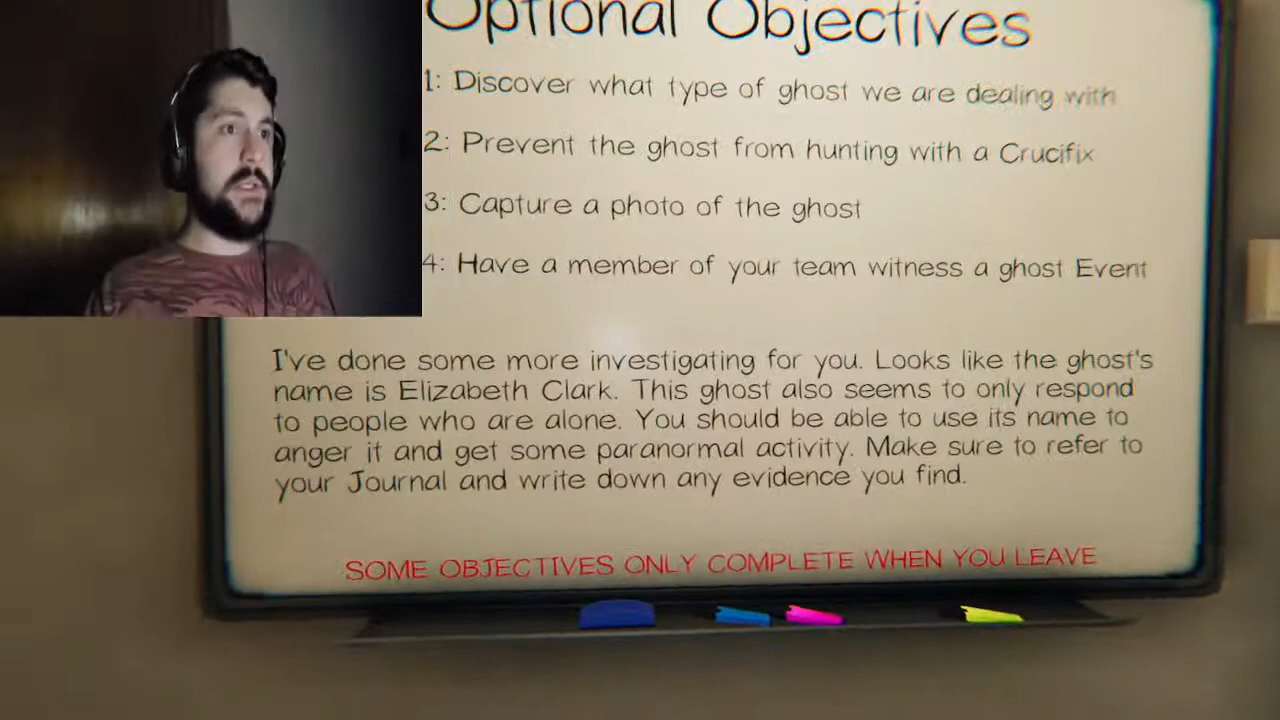 Optional Objectives
1: Discover what type of ghost we are dealing with
2: Prevent the ghost from hunting with a Crucifix
3: Capture a photo of the ghost
4: Have a member of your team witness a ghost Event
I've done some more investigating for you. Looks like the ghost's
name is Elizabeth Clark. This ghost also seems to only respond
to people who are alone. You should be able to use its name to
anger it and get some paranormal activity. Make sure to refer to
your Journal and write down any evidence you find.
SOME OBJECTIVES ONLY COMPLETE WHEN YOU LEAVE